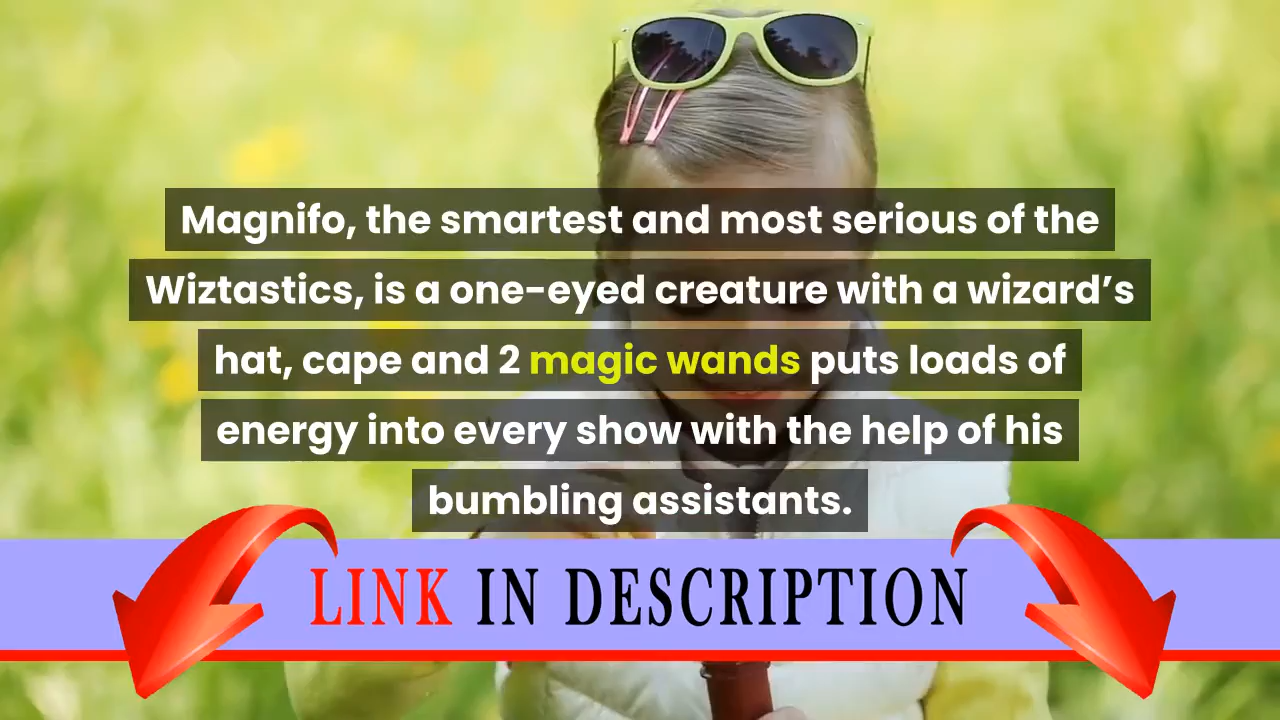 Magnifo, the smartest and most serious of the
Wiztastics, is a one-eyed creature with a wizard’s
hat, cape and 2 magic wands puts loads of
energy into every show with the help of his
bumbling assistants.
LINK IN DESCRIPTION